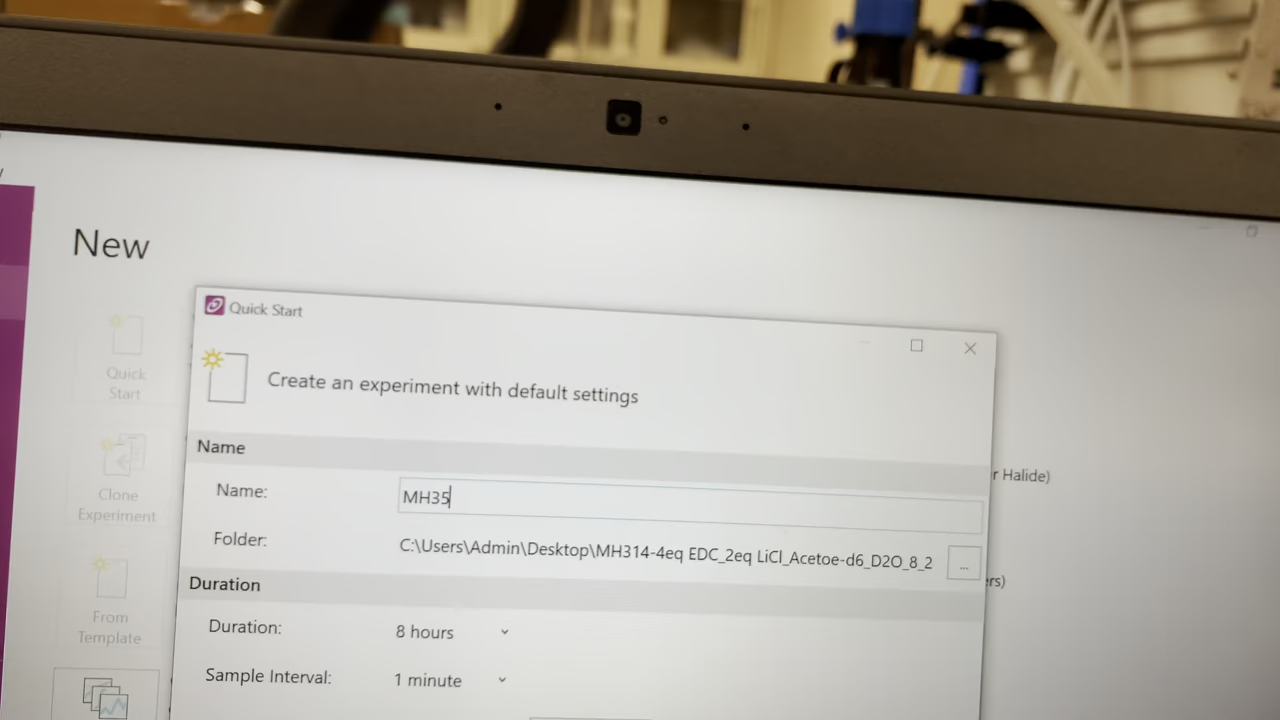 New
Quick Start
Create an experiment with default settings
Quick
Start
Clone
Experiment
From
Template
Name
Name:
MH35
Folder:
C:\Users\Admin\Desktop\MH314-4eq EDC_2eq LiCl_Acetoe-d6_D2O_8_2
...
Duration
Duration:
8 hours
Sample Interval:
1 minute
r Halide)
ers)